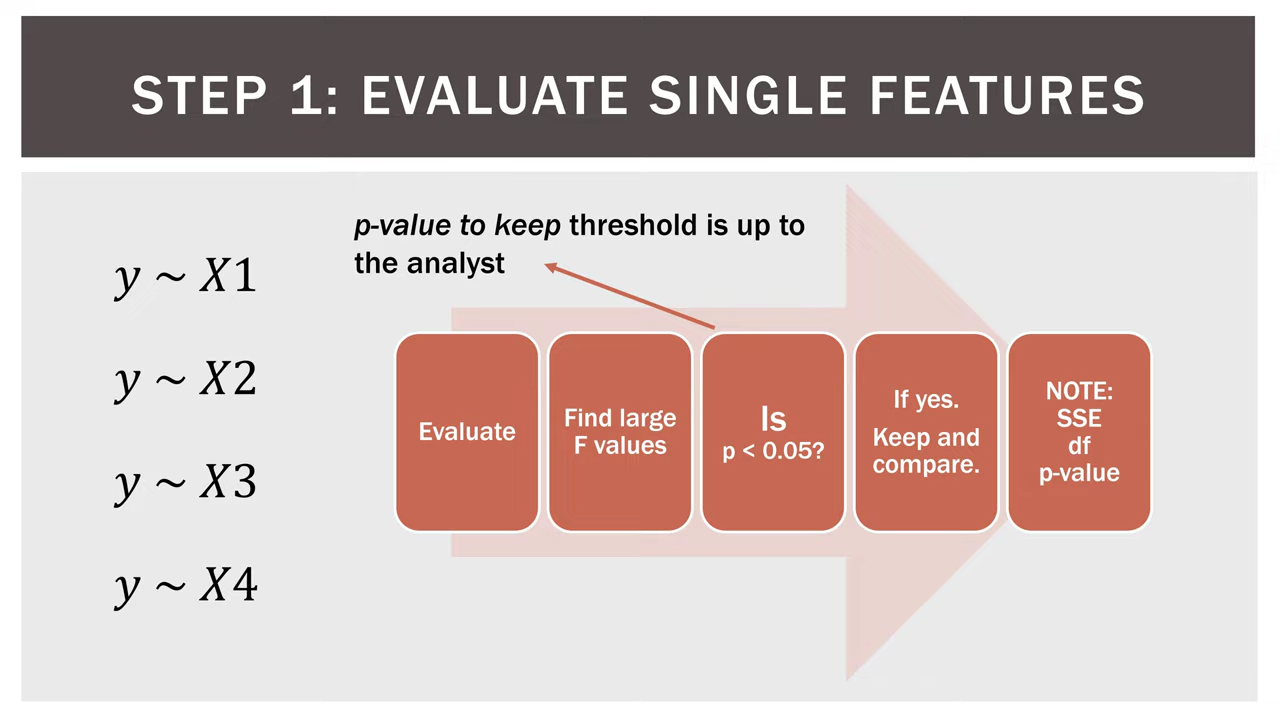 STEP 1: EVALUATE SINGLE FEATURES
p-value to keep threshold is up to
the analyst
y ~ X1
y ~ X2
y ~ X3
y ~ X4
Evaluate
Find large
F values
Is
p < 0.05?
If yes.
Keep and
compare.
NOTE:
SSE
df
p-value